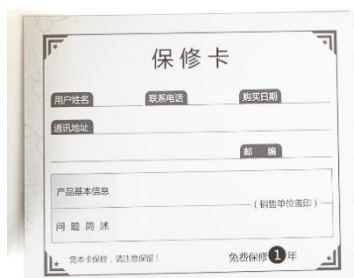 保修卡
用户姓名 联系电话 购买日期
通讯地址
邮 编
产品基本信息
(销售单位盖印)
问题简述
凭本卡保修，请注意保留！ 免费保修1年